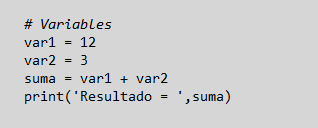 # Variables
var1 = 12
var2 = 3
suma = var1 + var2
print('Resultado = ',suma)